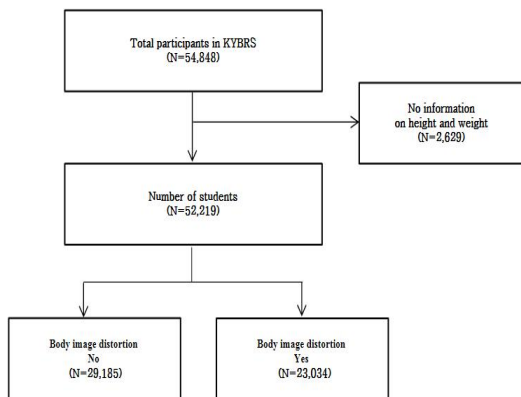 Total participants in KYBRS
(N=54,848)
No information
on height and weight
(N=2,629)
Number of students
(N=52,219)
Body image distortion
No
(N=29,185)
Body image distortion
Yes
(N=23,034)